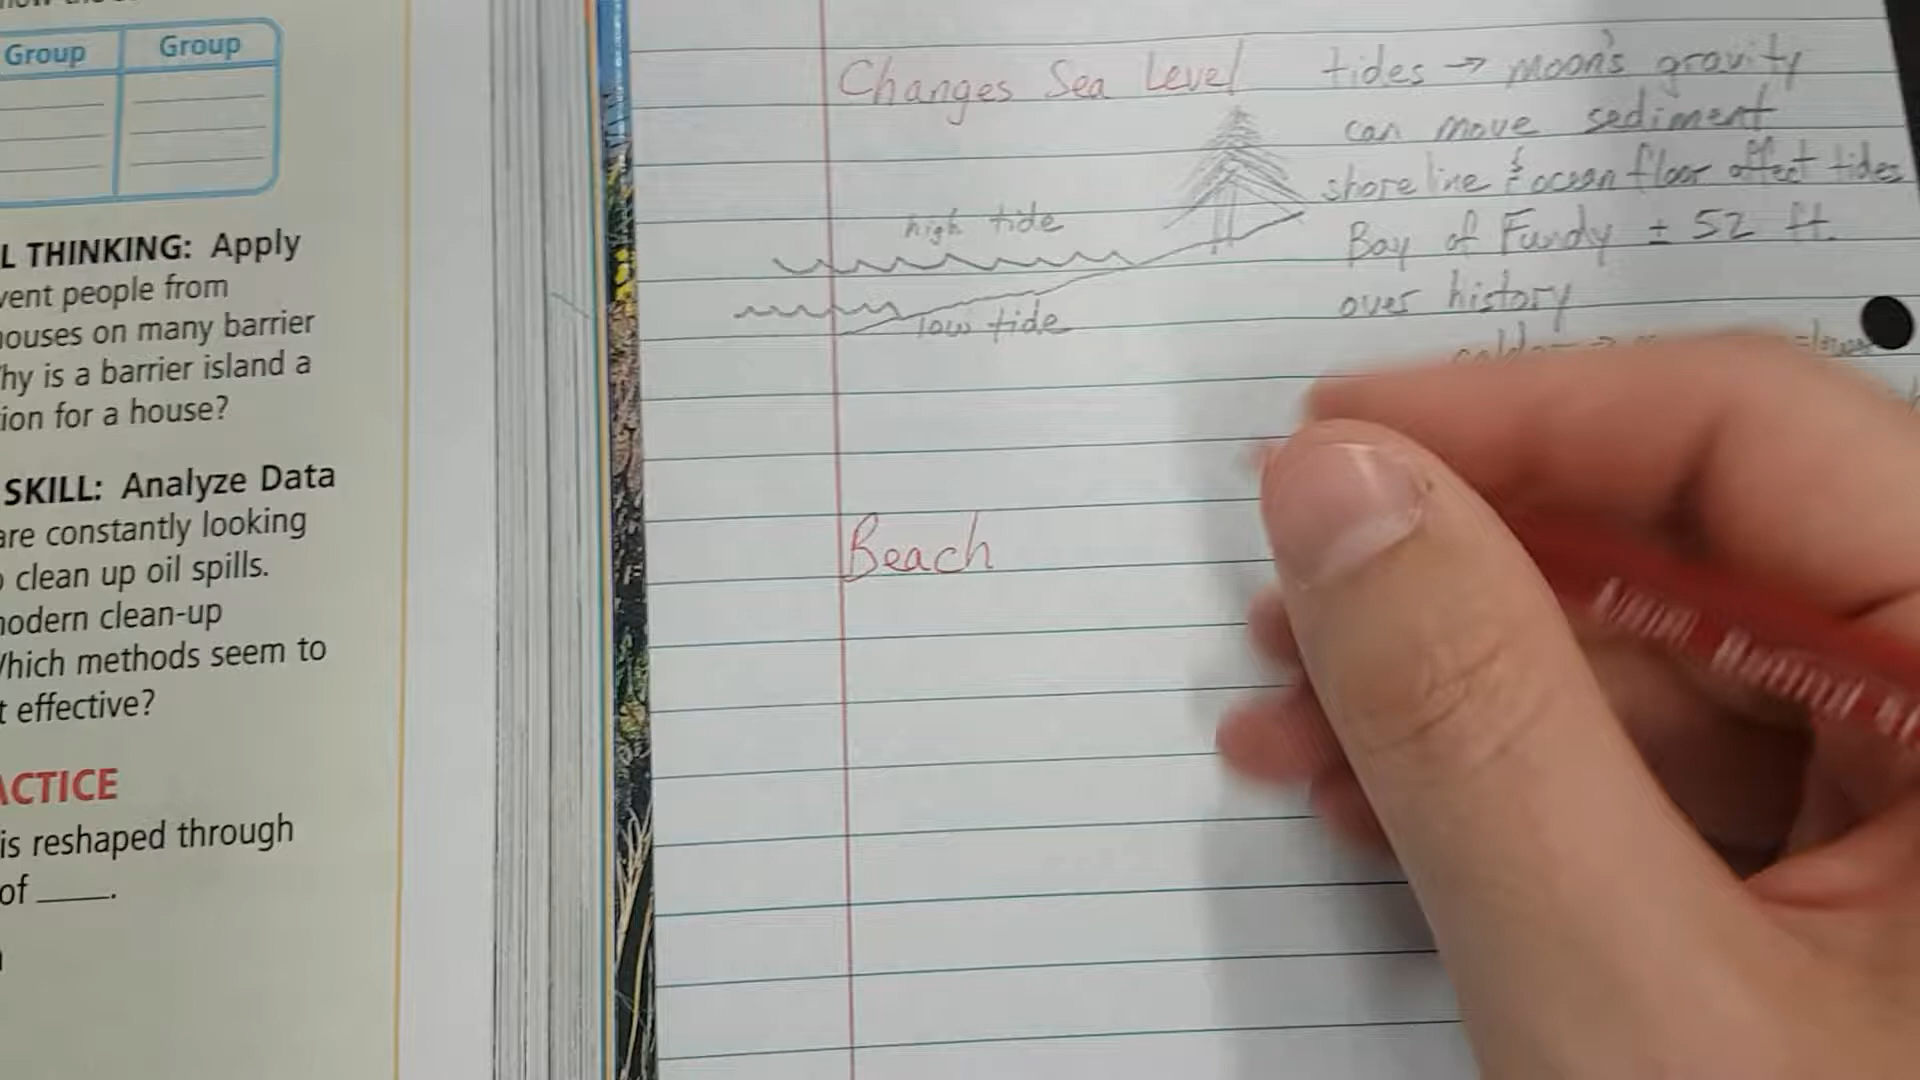 Group Group
L THINKING: Apply
vent people from
houses on many barrier
hy is a barrier island a
ion for a house?
SKILL: Analyze Data
are constantly looking
clean up oil spills.
modern clean-up
Which methods seem to
t effective?
ACTICE
is reshaped through
of ____.
Changes Sea Level
high tide
low tide
tides → moon's gravity
can move sediment
shoreline & ocean floor affect tides
Bay of Fundy ± 52 ft.
over history
Beach